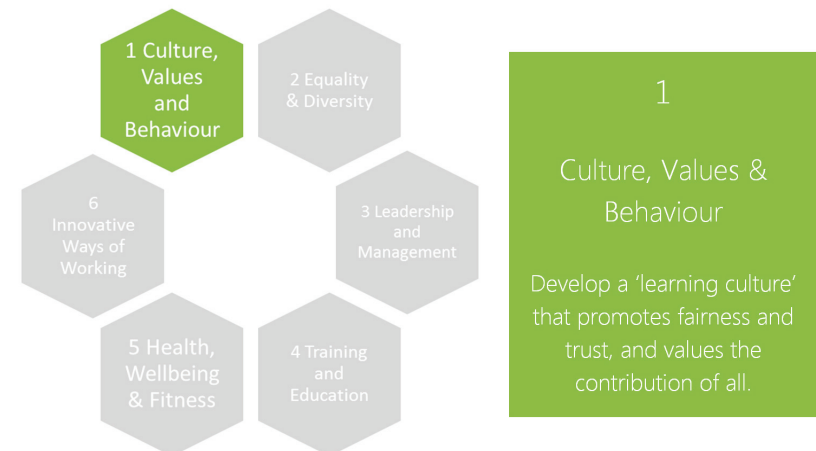 1 Culture,
Values
and
Behaviour
2 Equality
& Diversity
3 Leadership
and
Management
4 Training
and
Education
5 Health,
Wellbeing
& Fitness
6
Innovative
Ways of
Working
1
Culture, Values &
Behaviour
Develop a ‘learning culture’
that promotes fairness and
trust, and values the
contribution of all.